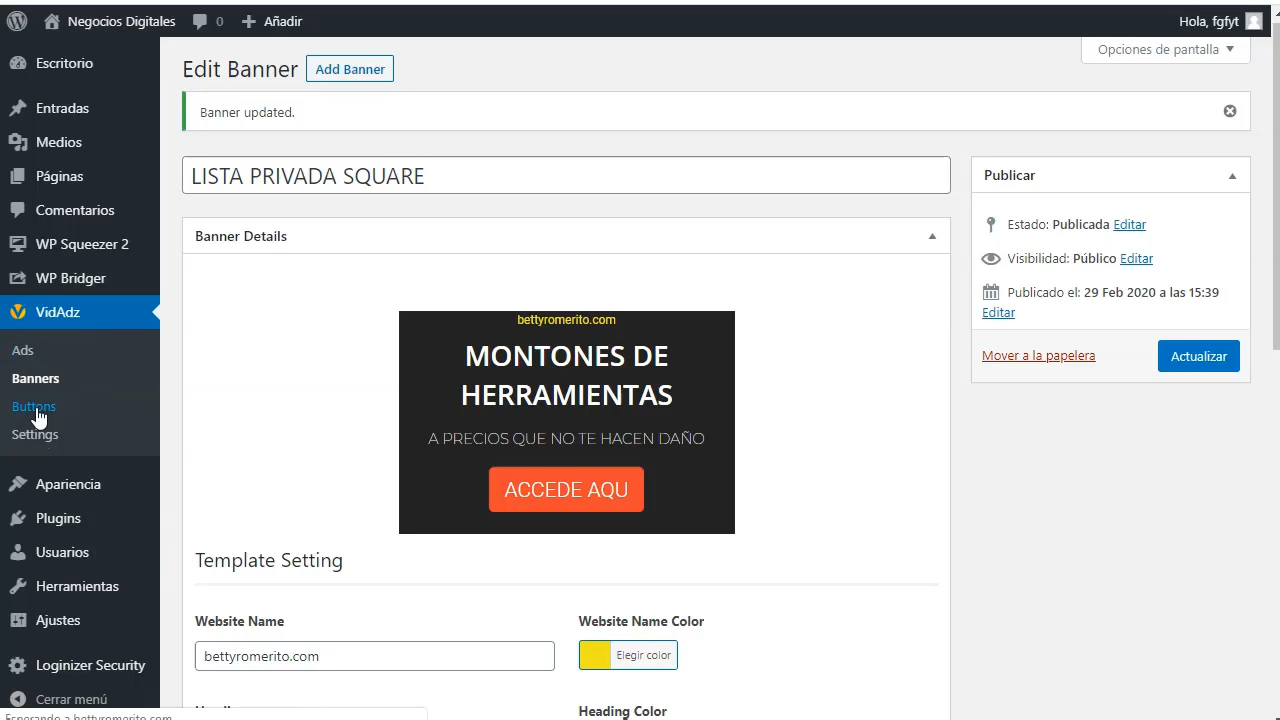 Negocios Digitales
0
Añadir
Hola, fgfyt
Escritorio
Entradas
Medios
Páginas
Comentarios
WP Squeezer 2
WP Bridger
VidAdz
Ads
Banners
Buttons
Settings
Apariencia
Plugins
Usuarios
Herramientas
Ajustes
Loginizer Security
Cerrar menú
Esperando a bettyromerito.com
Opciones de pantalla
Edit Banner
Add Banner
Banner updated.
LISTA PRIVADA SQUARE
Banner Details
bettyromerito.com
MONTONES DE
HERRAMIENTAS
A PRECIOS QUE NO TE HACEN DAÑO
ACCEDE AQU
Template Setting
Website Name
Website Name Color
bettyromerito.com
Elegir color
Heading Color
Publicar
Estado: Publicada Editar
Visibilidad: Público Editar
Publicado el: 29 Feb 2020 a las 15:39
Editar
Mover a la papelera
Actualizar